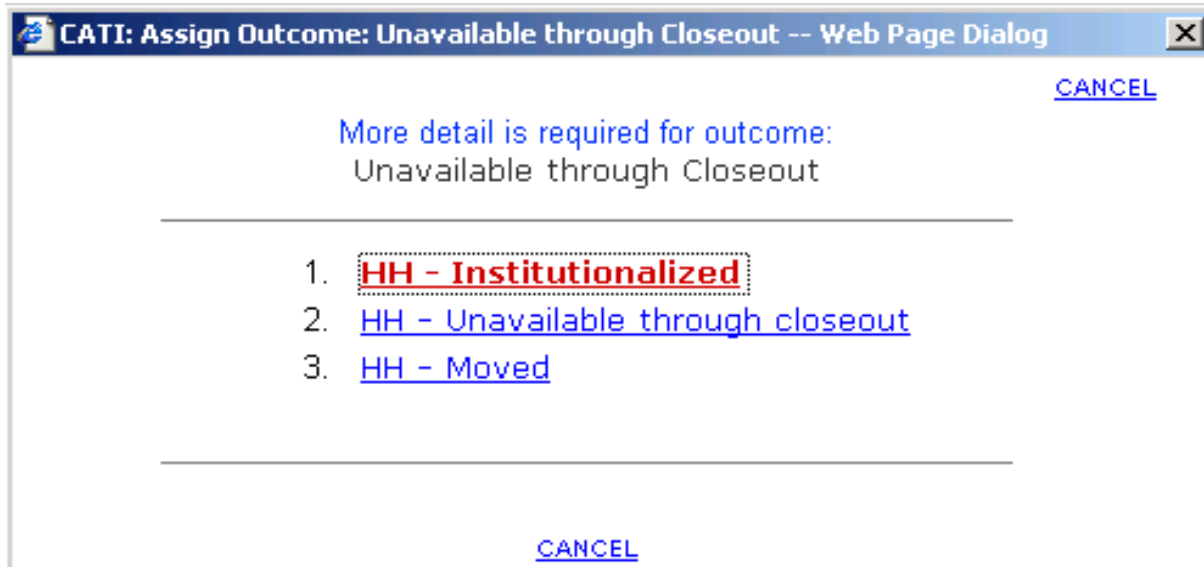 CATI: Assign Outcome: Unavailable through Closeout -- Web Page Dialog
CANCEL
More detail is required for outcome:
Unavailable through Closeout
1. HH - Institutionalized
2. HH - Unavailable through closeout
3. HH - Moved
CANCEL